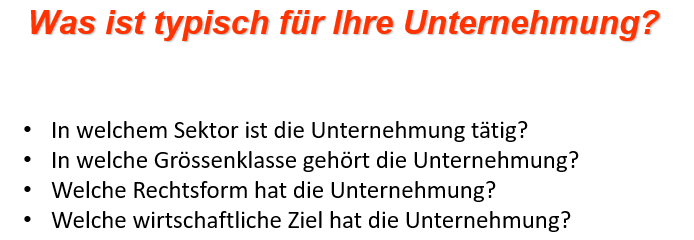 Was ist typisch für Ihre Unternehmung?
• In welchem Sektor ist die Unternehmung tätig?
• In welche Grössenklasse gehört die Unternehmung?
• Welche Rechtsform hat die Unternehmung?
• Welche wirtschaftliche Ziel hat die Unternehmung?